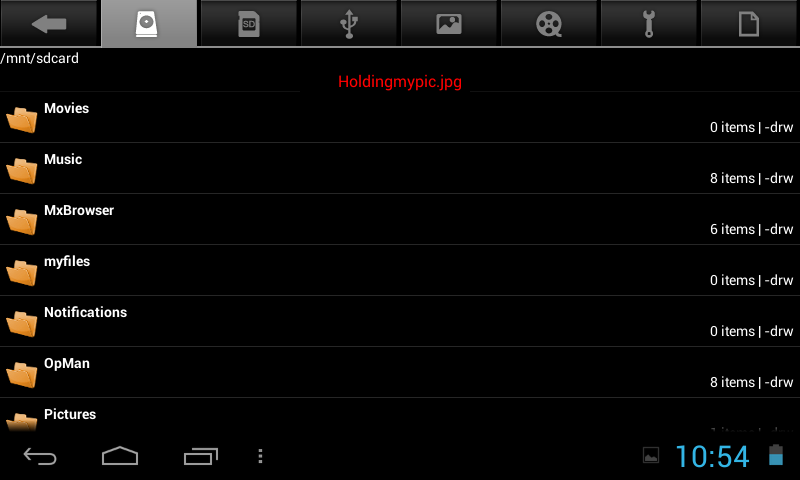 SD
/mnt/sdcard
Holdingmypic.jpg
Movies
0 items | -drw
Music
8 items | -drw
MxBrowser
6 items | -drw
myfiles
0 items | -drw
Notifications
0 items | -drw
OpMan
8 items | -drw
Pictures
10:54